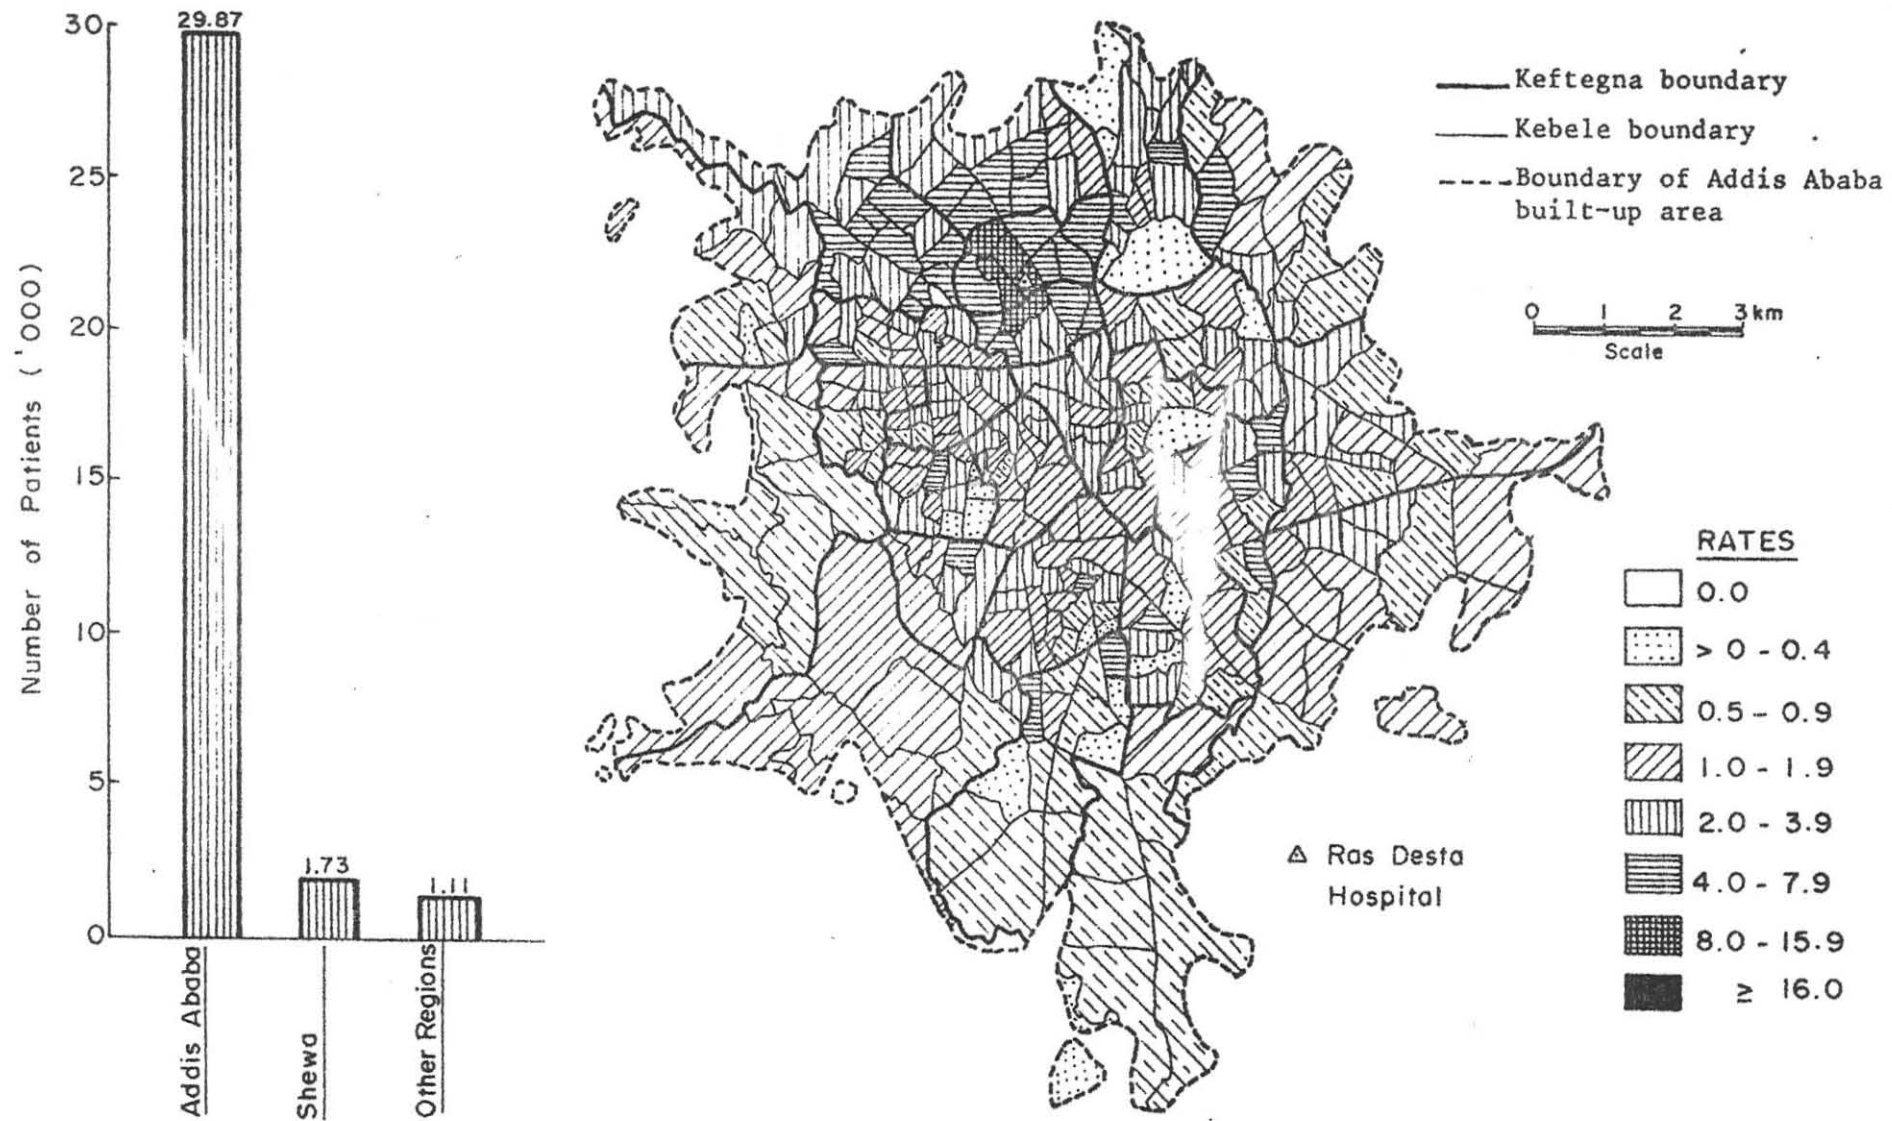 Number of Patients ('000)
30
25
20
15
10
5
0
29.87
1.73
1.11
Addis Ababa
Shewa
Other Regions
Keftegna boundary
Kebele boundary
Boundary of Addis Ababa
built-up area
0 1 2 3 km
Scale
△ Ras Desta
Hospital
RATES
0.0
> 0 - 0.4
0.5 - 0.9
1.0 - 1.9
2.0 - 3.9
4.0 - 7.9
8.0 - 15.9
≥ 16.0